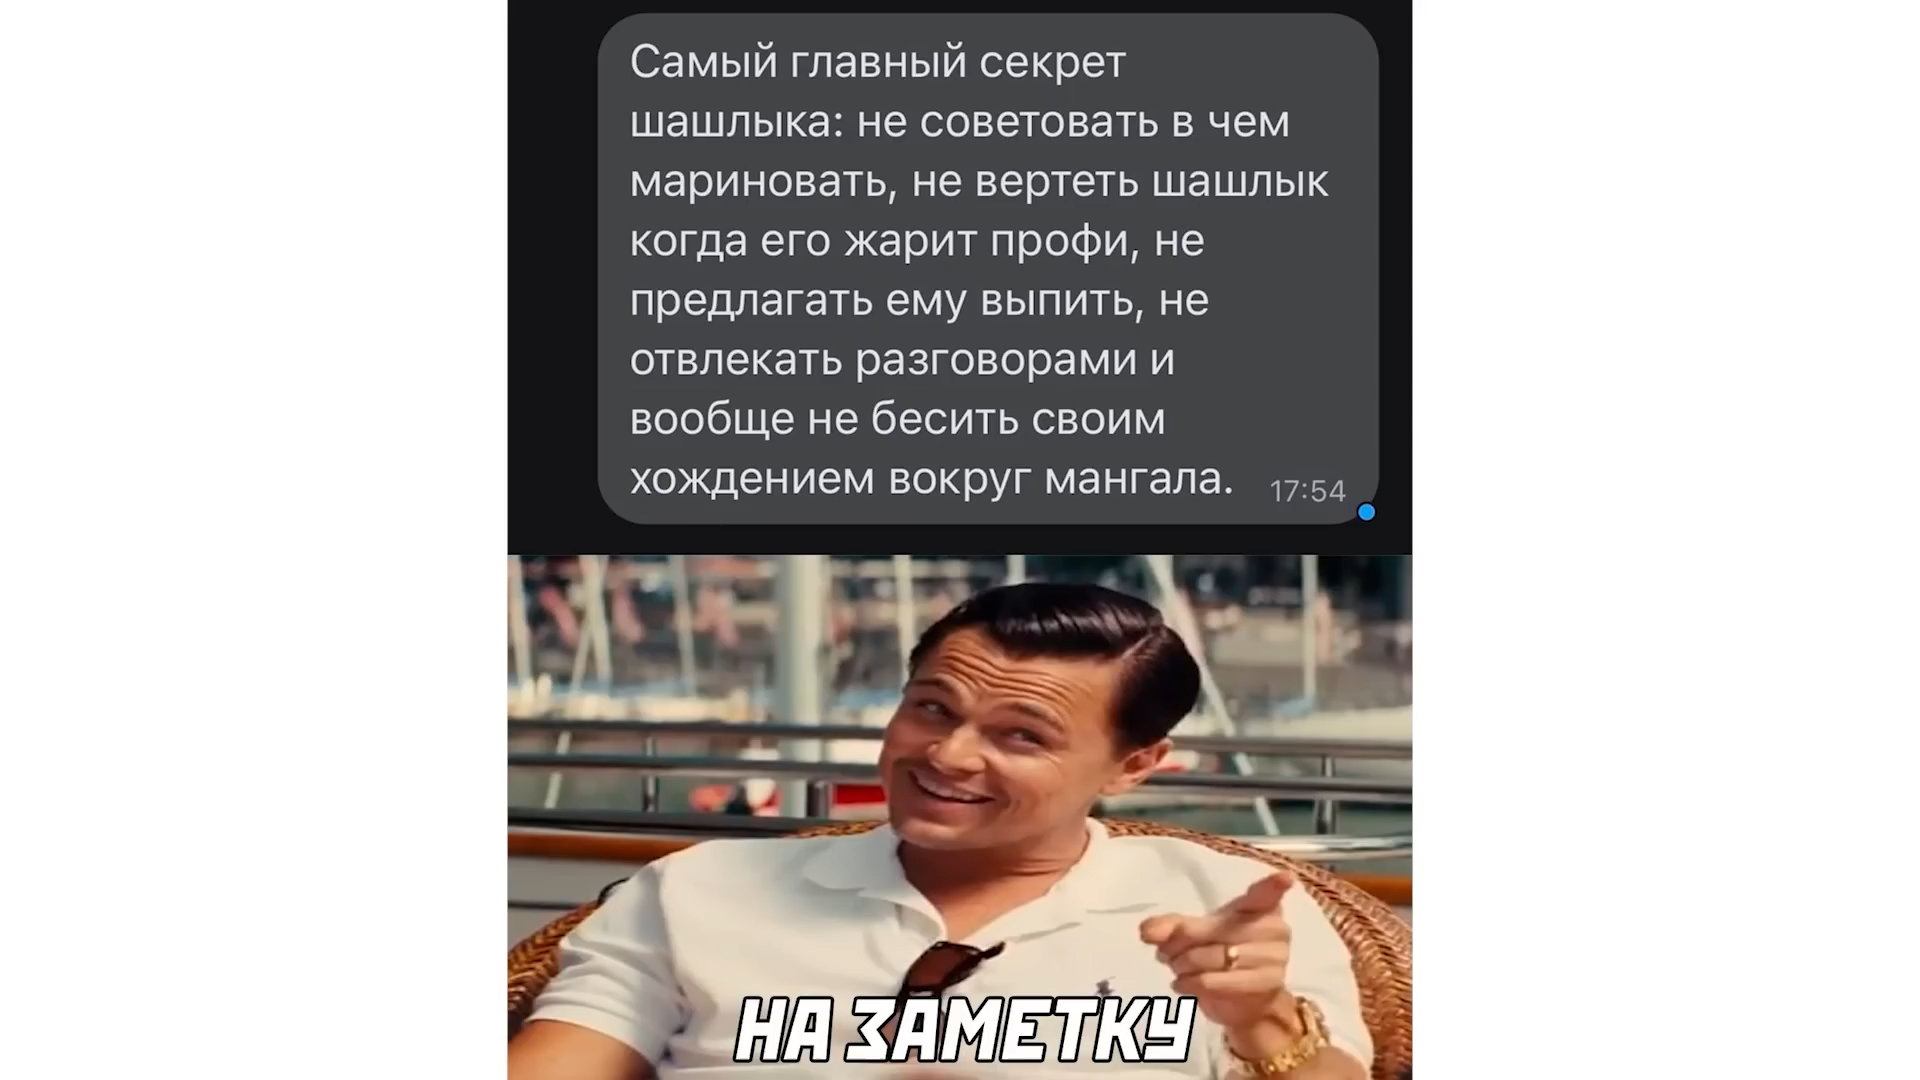 Самый главный секрет
шашлыка: не советовать в чем
мариновать, не вертеть шашлык
когда его жарит профи, не
предлагать ему выпить, не
отвлекать разговорами и
вообще не бесить своим
хождением вокруг мангала.
17:54
НА ЗАМЕТКУ